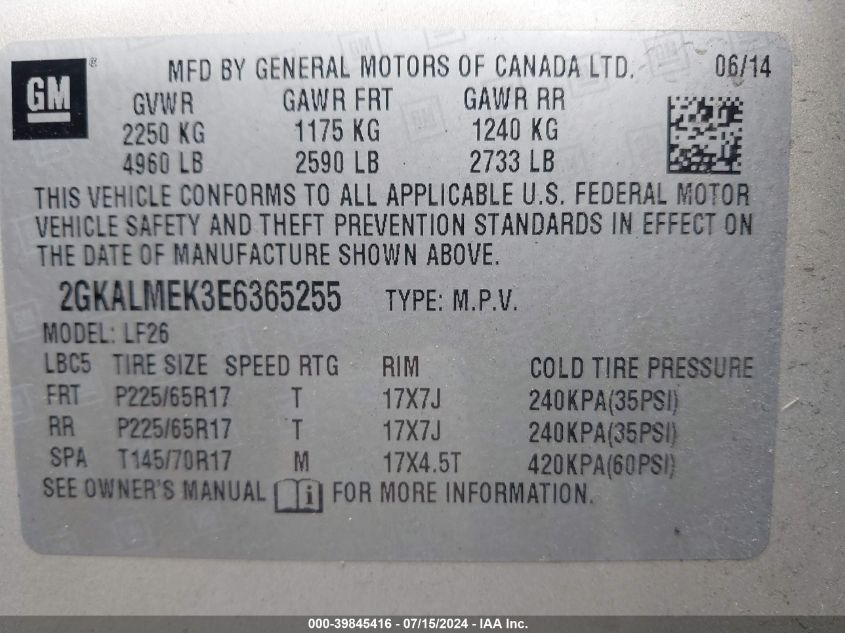 GM ® MFD BY GENERAL MOTORS OF CANADA LTD. 06/14
GVWR GAWR FRT GAWR RR
2250 KG 1175 KG 1240 KG
4960 LB 2590 LB 2733 LB
THIS VEHICLE CONFORMS TO ALL APPLICABLE U.S. FEDERAL MOTOR
VEHICLE SAFETY AND THEFT PREVENTION STANDARDS IN EFFECT ON
THE DATE OF MANUFACTURE SHOWN ABOVE.
2GKALMEK3E6365255 TYPE: M.P.V.
MODEL: LF26
LBC5 TIRE SIZE SPEED RTG RIM COLD TIRE PRESSURE
FRT P225/65R17 T 17X7J 240KPA(35PSI)
RR P225/65R17 T 17X7J 240KPA(35PSI)
SPA T145/70R17 M 17X4.5T 420KPA(60PSI)
SEE OWNER'S MANUAL i FOR MORE INFORMATION.
000-39845416 - 07/15/2024 - IAA Inc.